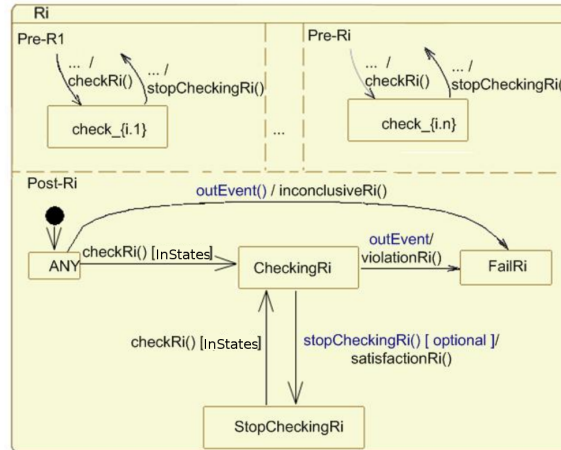 Ri
Pre-R1
... /
checkRi()
... /
stopCheckingRi()
check_{i.1}
...
Pre-Ri
... /
checkRi()
... /
stopCheckingRi()
check_{i.n}
Post-Ri
outEvent() / inconclusiveRi()
ANY
checkRi() [InStates]
CheckingRi
outEvent/
violationRi()
FailRi
checkRi() [InStates]
stopCheckingRi() [ optional ]/
satisfactionRi()
StopCheckingRi